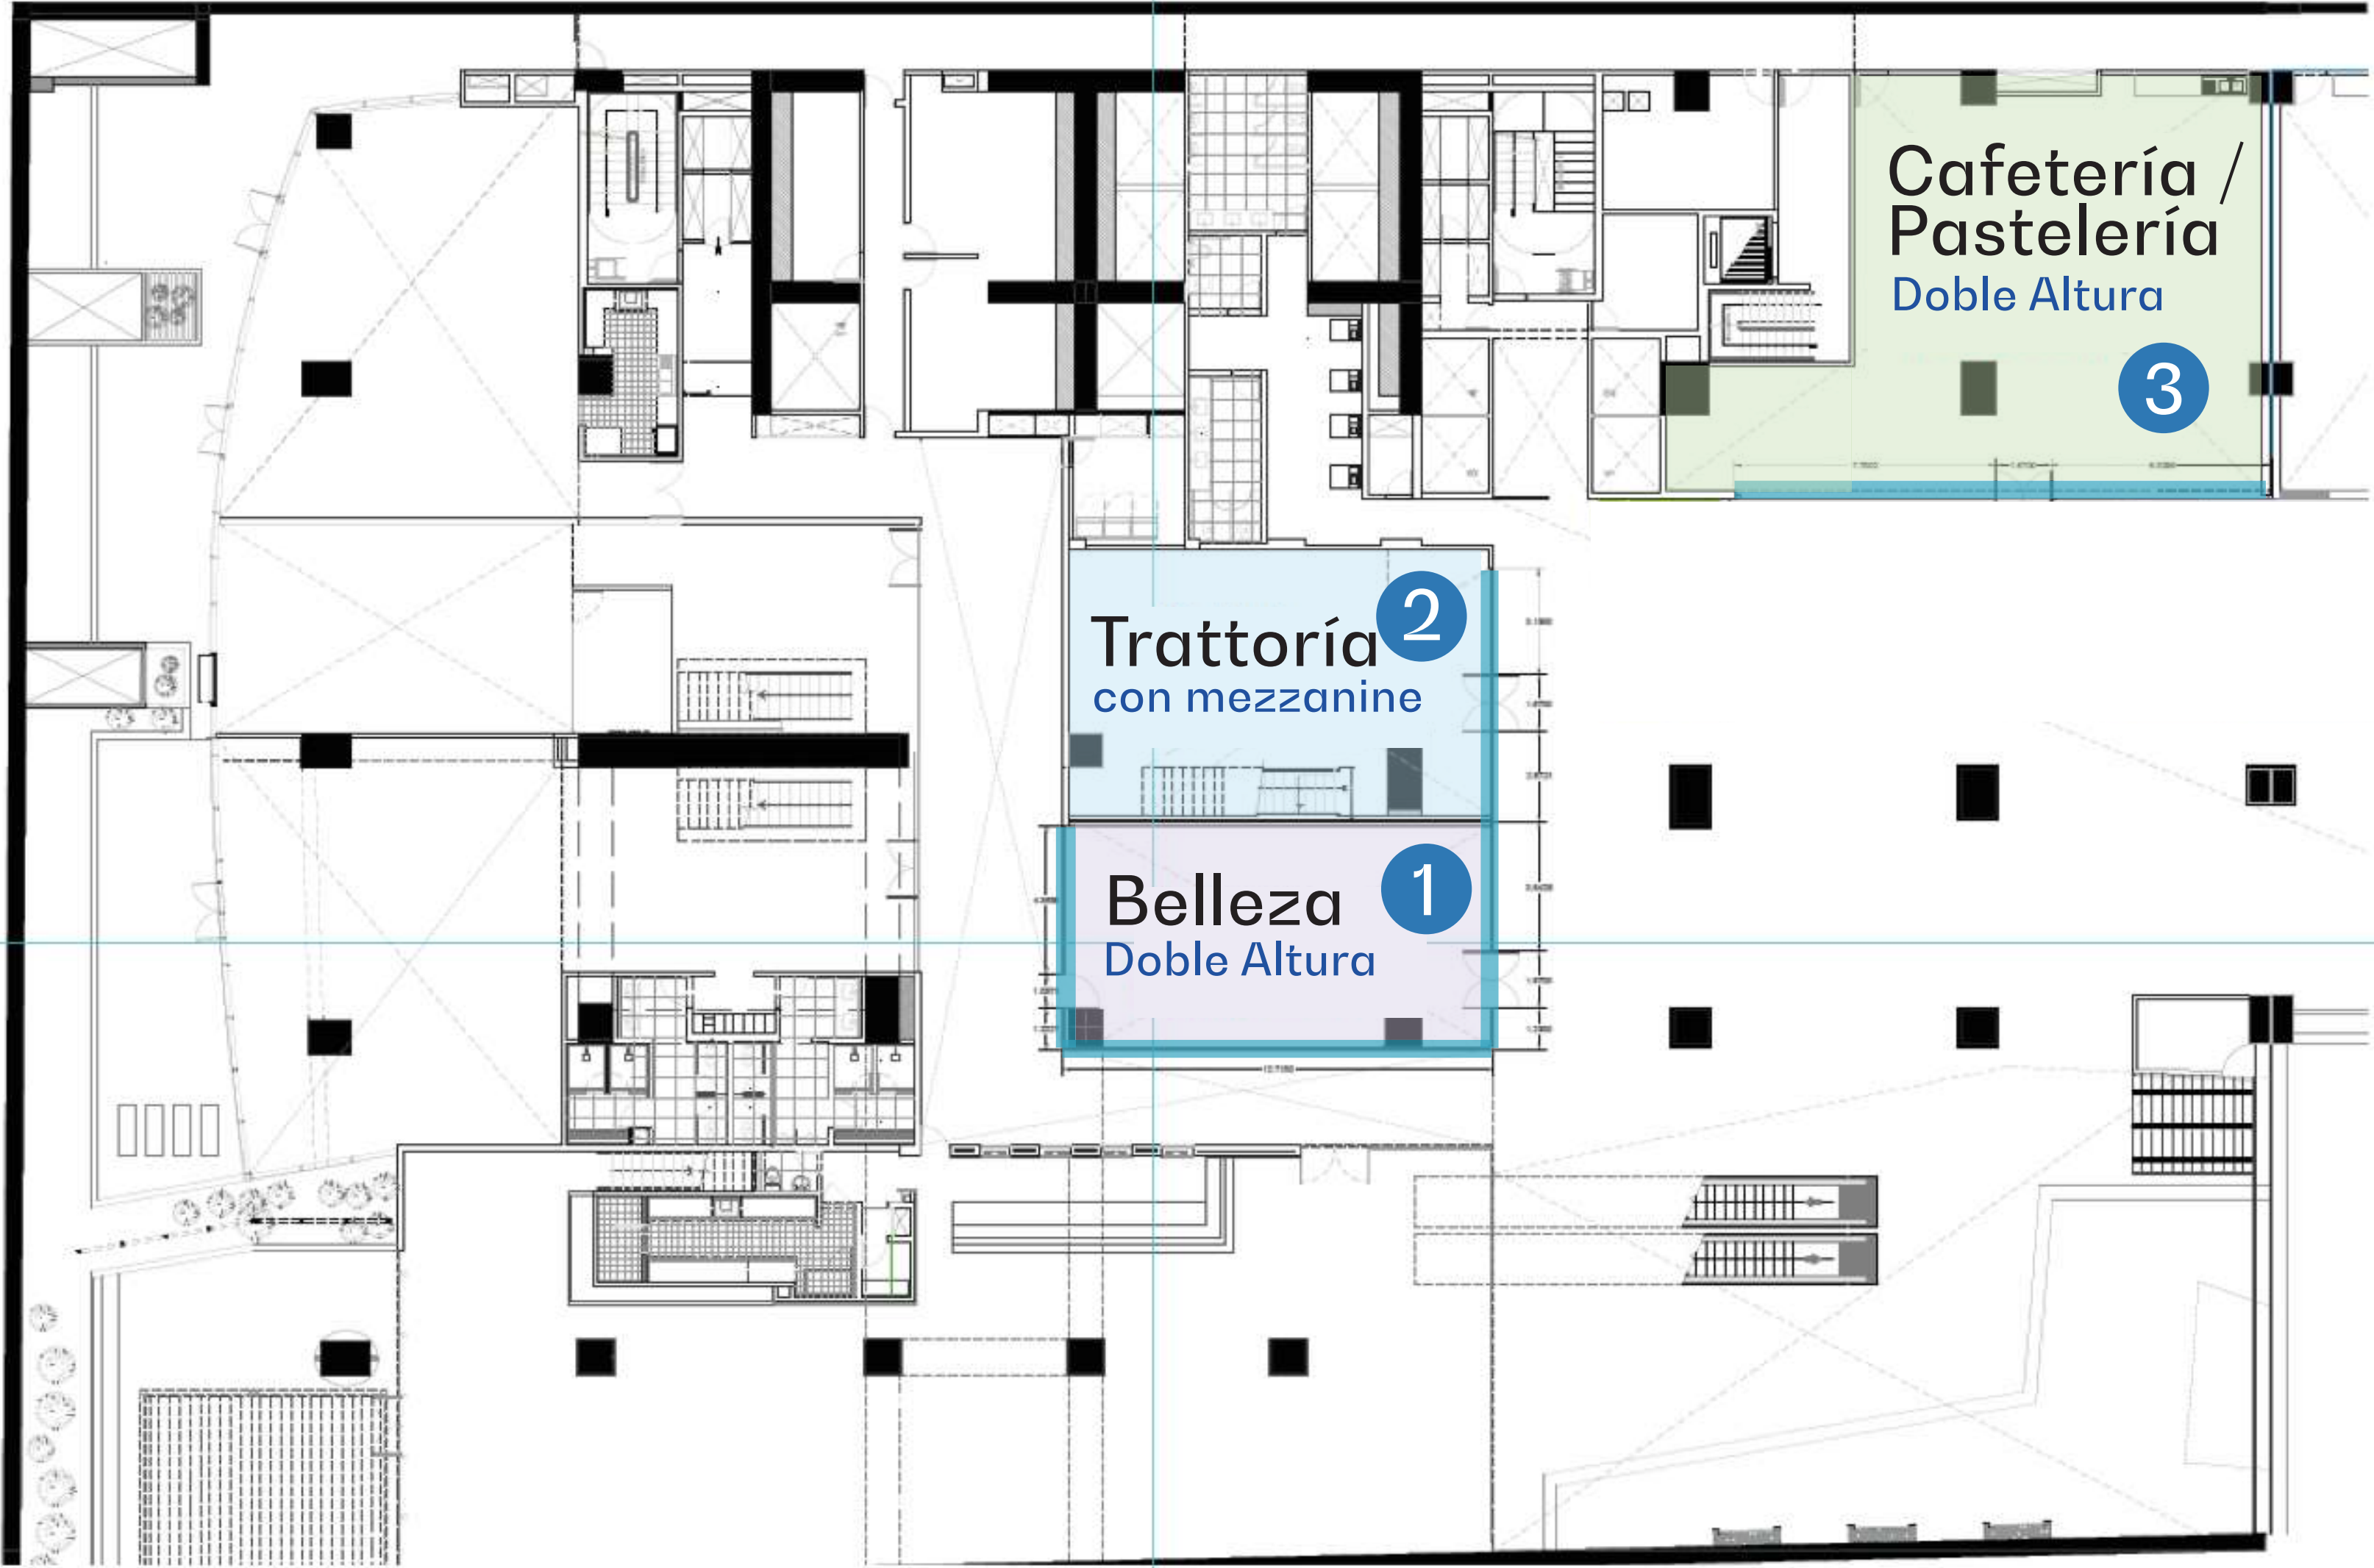 Cafetería /
Pastelería
Doble Altura
3
2
Trattoría
con mezzanine
1
Belleza
Doble Altura